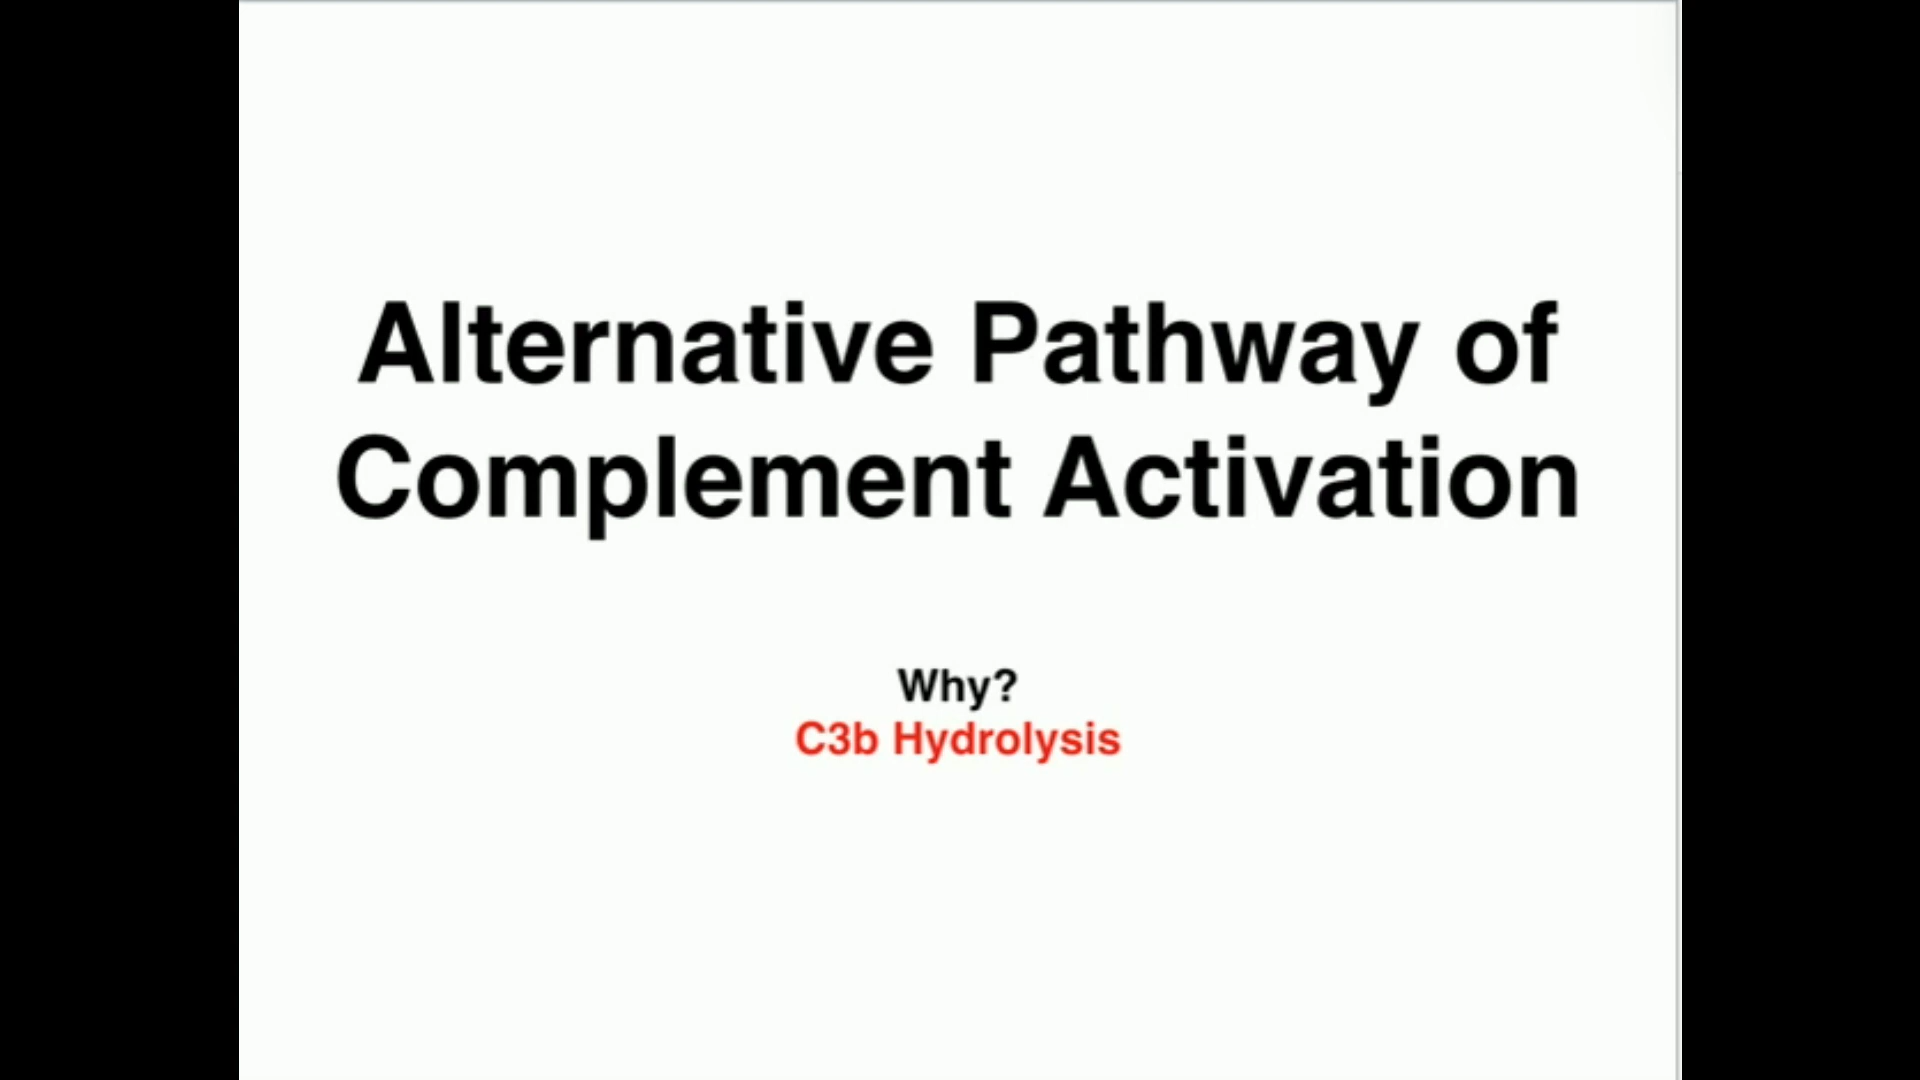 Alternative Pathway of
Complement Activation
Why?
C3b Hydrolysis